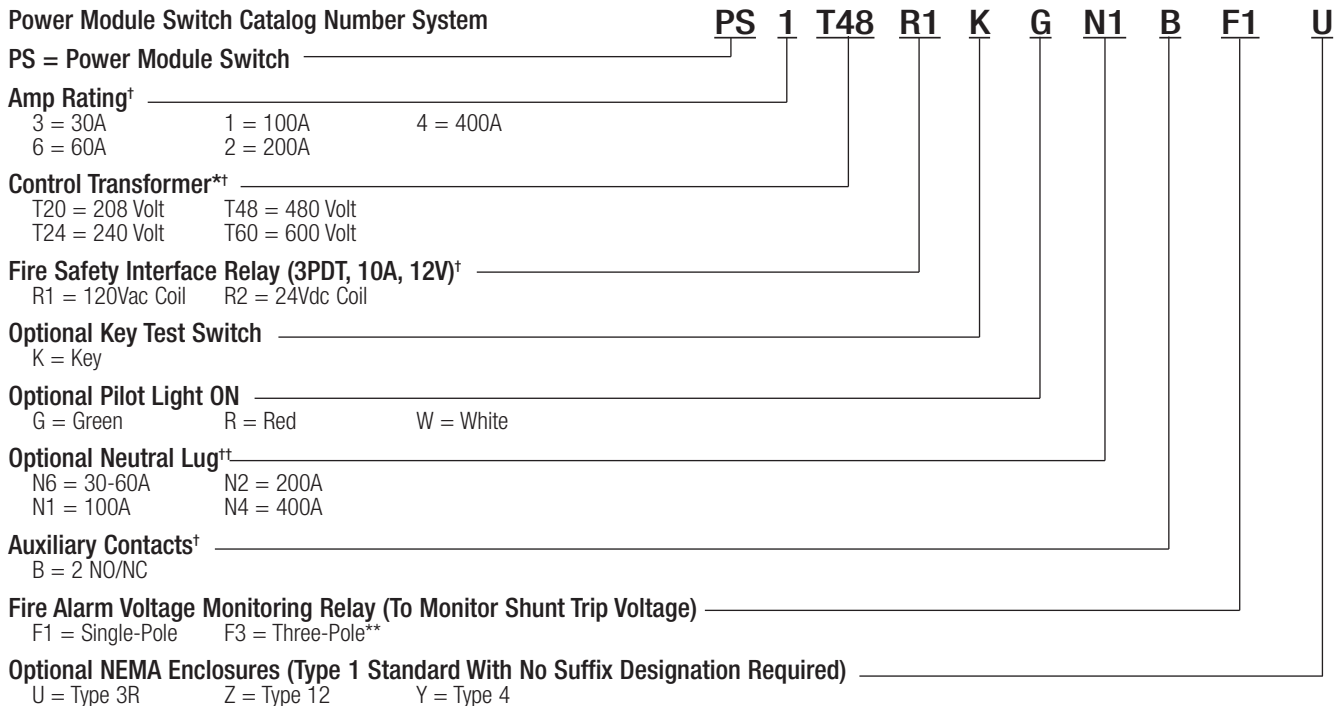 Power Module Switch Catalog Number System PS 1 T48 R1 K G N1 B F1 U
PS = Power Module Switch
Amp Rating†
3 = 30A 1 = 100A 4 = 400A
6 = 60A 2 = 200A
Control Transformer*†
T20 = 208 Volt T48 = 480 Volt
T24 = 240 Volt T60 = 600 Volt
Fire Safety Interface Relay (3PDT, 10A, 12V)†
R1 = 120Vac Coil R2 = 24Vdc Coil
Optional Key Test Switch
K = Key
Optional Pilot Light ON
G = Green R = Red W = White
Optional Neutral Lug††
N6 = 30-60A N2 = 200A
N1 = 100A N4 = 400A
Auxiliary Contacts†
B = 2 NO/NC
Fire Alarm Voltage Monitoring Relay (To Monitor Shunt Trip Voltage)
F1 = Single-Pole F3 = Three-Pole**
Optional NEMA Enclosures (Type 1 Standard With No Suffix Designation Required)
U = Type 3R Z = Type 12 Y = Type 4